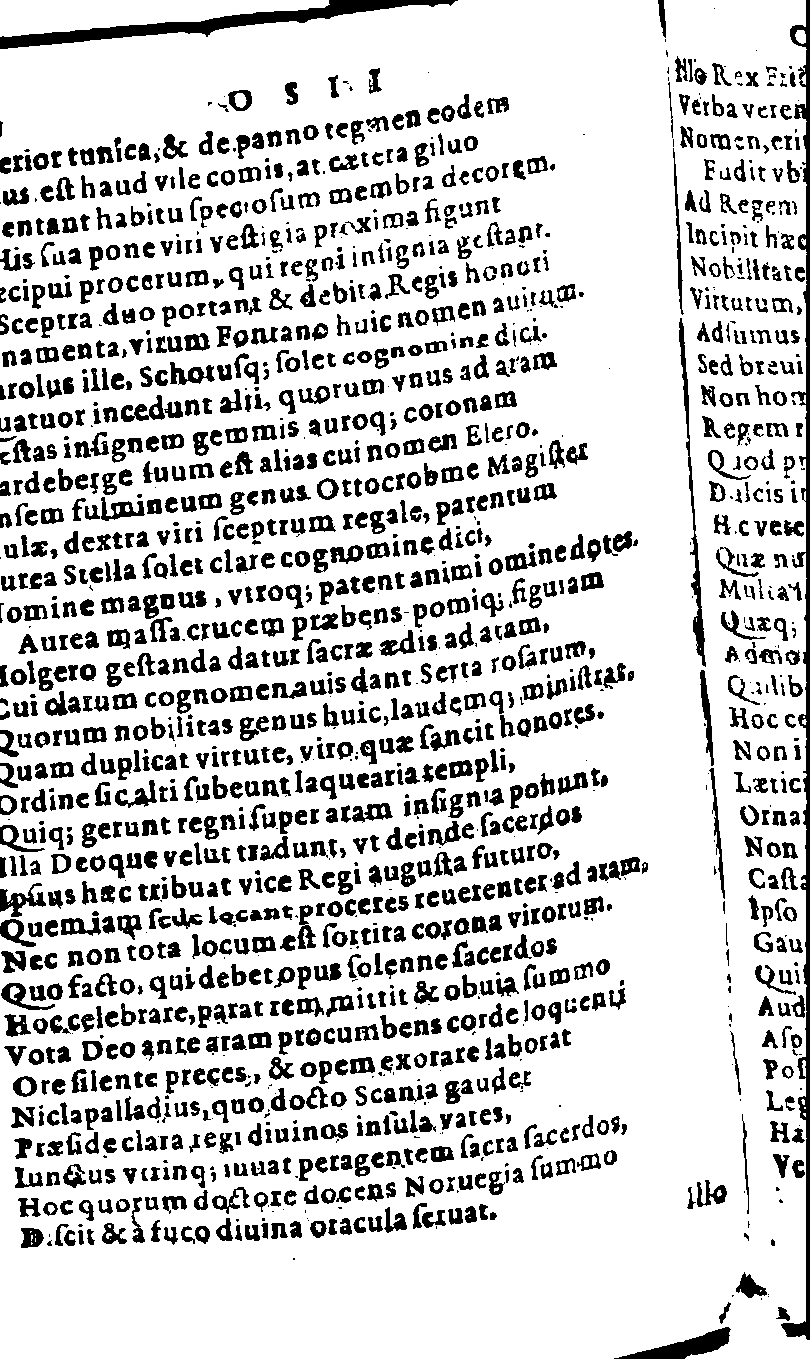 O S I I
erior tunica, & de panno tegmen eodem
us est haud vile comis, at cætera giluo
entant habitu speciosum membra decorem.
His sua pone viri vestigia proxima figunt
ecipui procerum, qui regni insignia gestant.
Sceptra duo portant & debita Regis honori
namenta, virum Fontano huic nomen auitum.
arolus ille, Schotusq; solet cognomine dici.
uatuor incedunt alii, quorum vnus ad aram
estas insignem gemmis auroq; coronam
ardeberge suum est alias cui nomen Elero.
nsem fulmineum genus Ottocrobme Magister
ulæ, dextra viri sceptrum regale, parentum
urea Stella solet clare cognomine dici,
Nomine magnus, vtroq; patent animi omine dotes.
Aurea massa crucem præbens pomiq; figuram
Holgero gestanda datur sacræ ædis ad aram,
Cui clarum cognomen auis dant Serta rosarum,
Quorum nobilitas genus huic, laudemq; ministrat,
Quam duplicat virtute, viro quæ sancit honores.
Ordine sic alti subeunt laquearia templi,
Quiq; gerunt regni super aram insignia ponunt,
Illa Deoque velut tradunt, vt deinde sacerdos
Ipsius hæc tribuat vice Regi augusta futuro,
Quem iam sede locant proceres reuerenter ad aram,
Nec non tota locum est sortita corona virorum.
Quo facto, qui debet opus solenne sacerdos
Hoc celebrare, parat rem, mittit & obuia summo
Vota Deo ante aram procumbens corde loquenti
Ore silente preces, & opem exorare laborat
Niclapalladius, quo docto Scania gaudet
Præside clara, regi diuinos insula vates,
Iunctus vtrinq; iuuat peragentem sacra sacerdos,
Hoc quorum doctore docens Noruegia summo
Discit & à fuco diuina oracula seruat.
illo
Illo Rex
Verba veren
Nomen, eri
Fudit vb
Ad Regem
Incipit hæc
Nobilitate
Virtutum,
Adsumus
Sed breui
Non hon
Regem r
Quod pr
Dulcis i
Hic vete
Quæ nu
Multa
Quæq;
Admo
Quilib
Hoc ce
Non i
Lætici
Orna
Non
Casta
Ipso
Gau
Qui
Aud
Asp
Pos
Leg
Ha
Ve